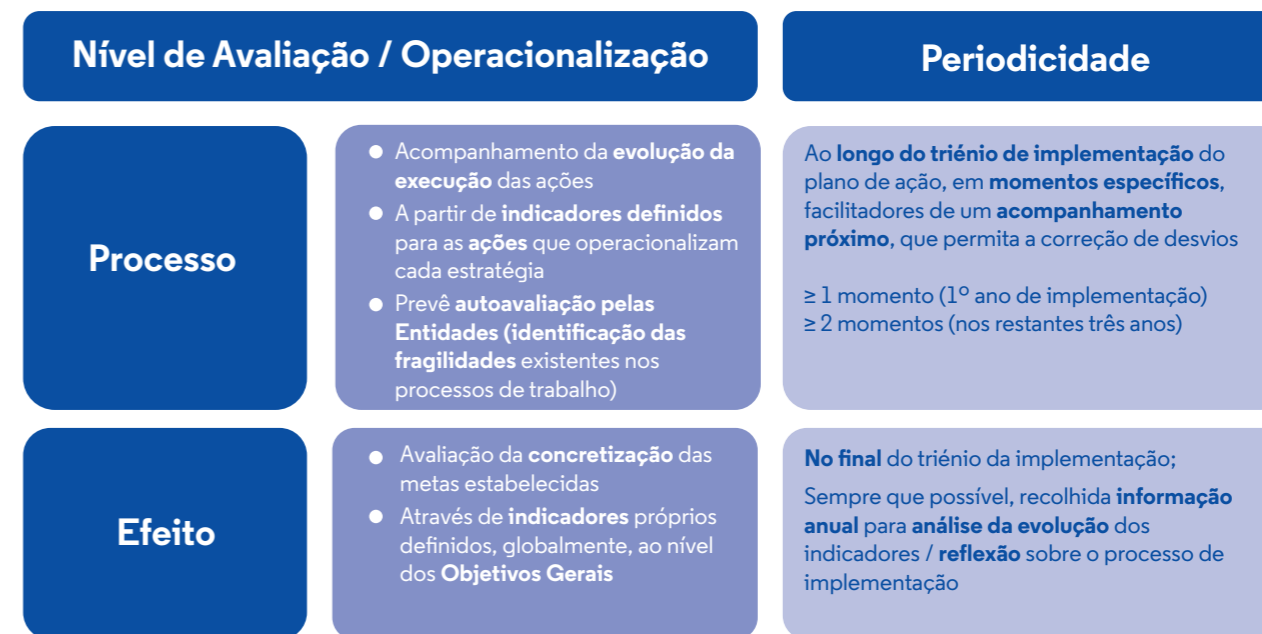 Nível de Avaliação / Operacionalização
Periodicidade
Processo
● Acompanhamento da evolução da
execução das ações
● A partir de indicadores definidos
para as ações que operacionalizam
cada estratégia
● Prevê autoavaliação pelas
Entidades (identificação das
fragilidades existentes nos
processos de trabalho)
Ao longo do triénio de implementação do
plano de ação, em momentos específicos,
facilitadores de um acompanhamento
próximo, que permita a correção de desvios
≥ 1 momento (1º ano de implementação)
≥ 2 momentos (nos restantes três anos)
Efeito
● Avaliação da concretização das
metas estabelecidas
● Através de indicadores próprios
definidos, globalmente, ao nível
dos Objetivos Gerais
No final do triénio da implementação;
Sempre que possível, recolhida informação
anual para análise da evolução dos
indicadores / reflexão sobre o processo de
implementação